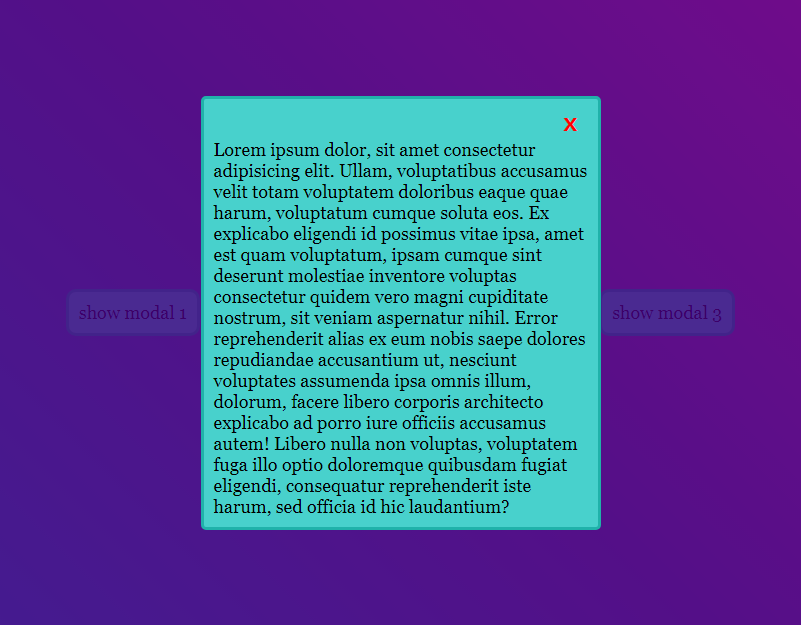 X
Lorem ipsum dolor, sit amet consectetur
adipisicing elit. Ullam, voluptatibus accusamus
velit totam voluptatem doloribus eaque quae
harum, voluptatum cumque soluta eos. Ex
explicabo eligendi id possimus vitae ipsa, amet
est quam voluptatum, ipsam cumque sint
deserunt molestiae inventore voluptas
consectetur quidem vero magni cupiditate
nostrum, sit veniam aspernatur nihil. Error
reprehenderit alias ex eum nobis saepe dolores
repudiandae accusantium ut, nesciunt
voluptates assumenda ipsa omnis illum,
dolorum, facere libero corporis architecto
explicabo ad porro iure officiis accusamus
autem! Libero nulla non voluptas, voluptatem
fuga illo optio doloremque quibusdam fugiat
eligendi, consequatur reprehenderit iste
harum, sed officia id hic laudantium?
show modal 1
show modal 3